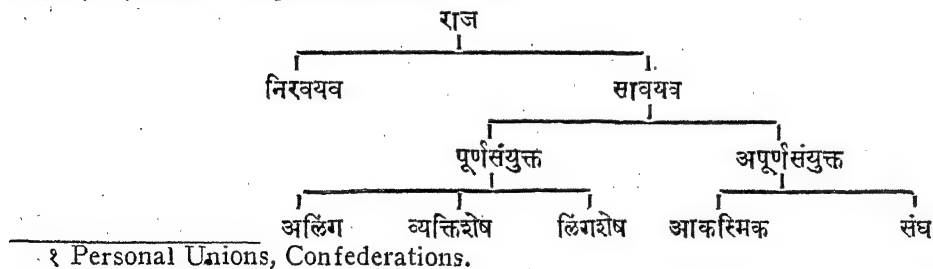 राज
निरवयव सावयव
पूर्णसंयुक्त अपूर्णसंयुक्त
अलिंग व्यक्तिशेष लिंगशेष आकस्मिक संघ
१ Personal Unions, Confederations.